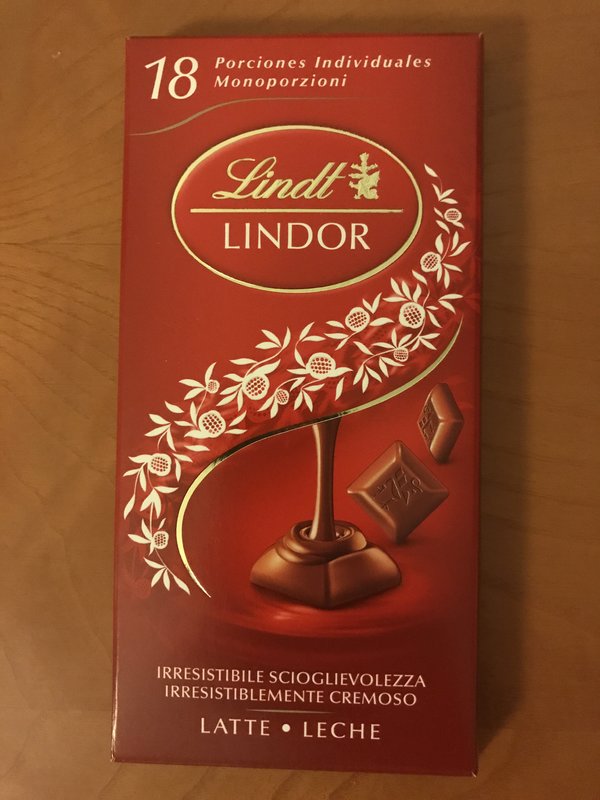 18 Porciones Individuales
Monoporzioni
Lindt
LINDOR
IRRESISTIBILE SCIOGLIEVOLEZZA
IRRESISTIBLEMENTE CREMOSO
LATTE • LECHE